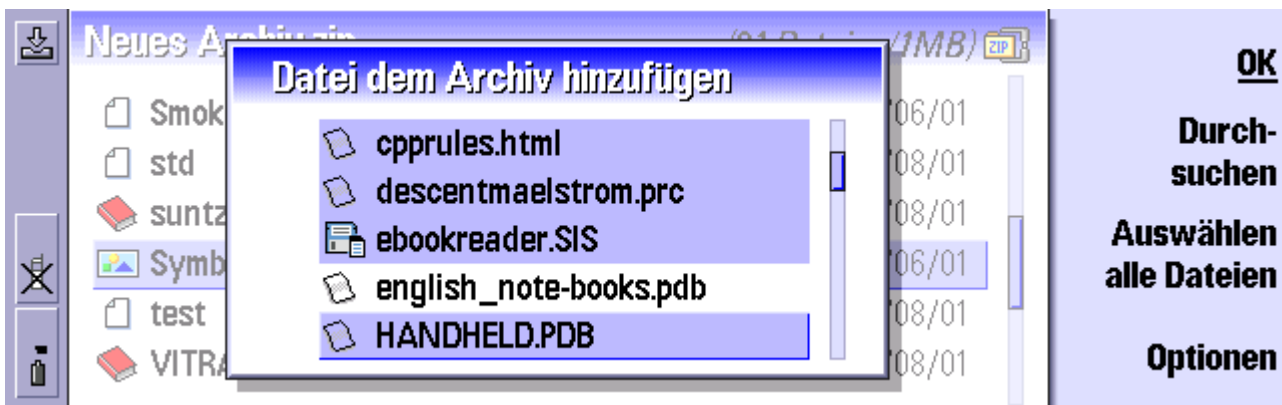 Neues Archiv.zip
/1MB)
ZIP
Datei dem Archiv hinzufügen
cpprules.html
descentmaelstrom.prc
ebookreader.SIS
english_note-books.pdb
HANDHELD.PDB
Smok
std
suntz
Symb
test
VITRA
06/01
08/01
08/01
06/01
08/01
08/01
OK
Durch-
suchen
Auswählen
alle Dateien
Optionen